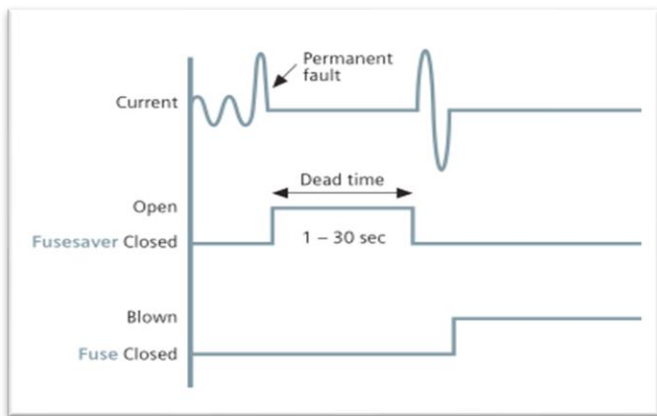 Permanent
fault
Current
Dead time
Open
Fusesaver Closed
1 – 30 sec
Blown
Fuse Closed